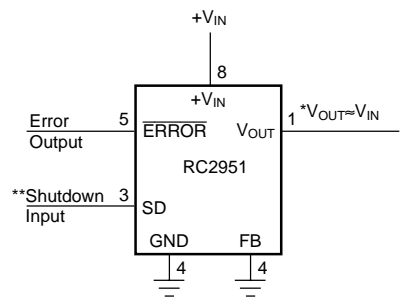 +VIN
8
+VIN
Error
Output
5
ERROR
VOUT
1
*VOUT≈VIN
RC2951
**Shutdown
Input
3
SD
GND
FB
4
4